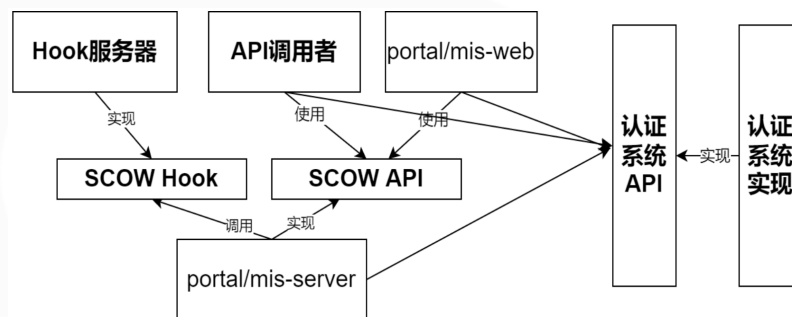 Hook服务器
API调用者
portal/mis-web
实现
使用
使用
认证
系统
API
实现
认证
系统
实现
SCOW Hook
SCOW API
调用
实现
portal/mis-server